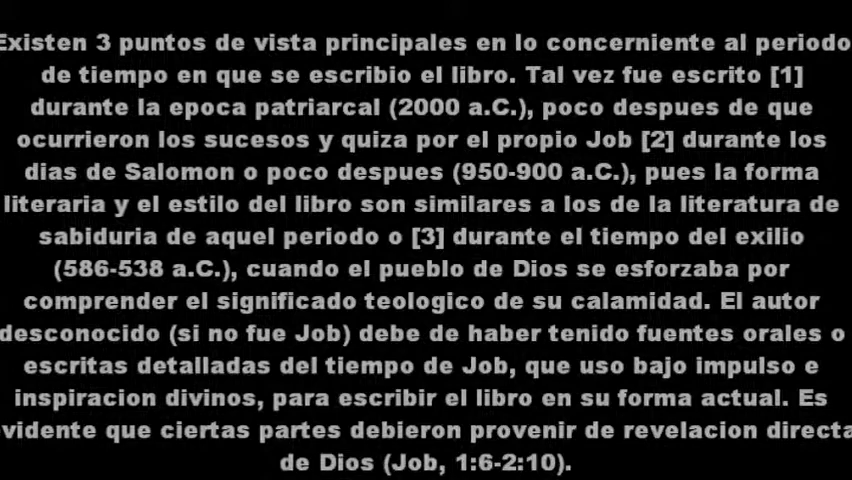 Existen 3 puntos de vista principales en lo concerniente al periodo
de tiempo en que se escribio el libro. Tal vez fue escrito [1]
durante la epoca patriarcal (2000 a.C.), poco despues de que
ocurrieron los sucesos y quiza por el propio Job [2] durante los
dias de Salomon o poco despues (950-900 a.C.), pues la forma
literaria y el estilo del libro son similares a los de la literatura de
sabiduria de aquel periodo o [3] durante el tiempo del exilio
(586-538 a.C.), cuando el pueblo de Dios se esforzaba por
comprender el significado teologico de su calamidad. El autor
desconocido (si no fue Job) debe de haber tenido fuentes orales o
escritas detalladas del tiempo de Job, que uso bajo impulso e
inspiracion divinos, para escribir el libro en su forma actual. Es
evidente que ciertas partes debieron provenir de revelacion directa
de Dios (Job, 1:6-2:10).